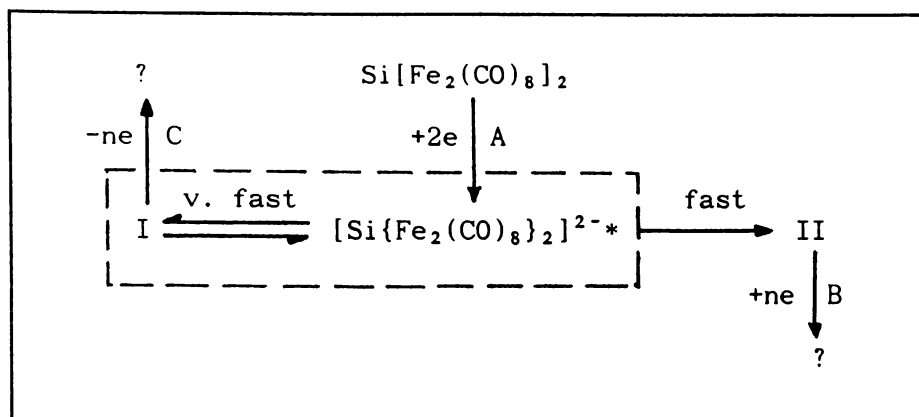 ? Si[Fe₂(CO)₈]₂
-ne C +2e A
v. fast fast
I [Si{Fe₂(CO)₈}₂]²⁻* II
+ne B
?